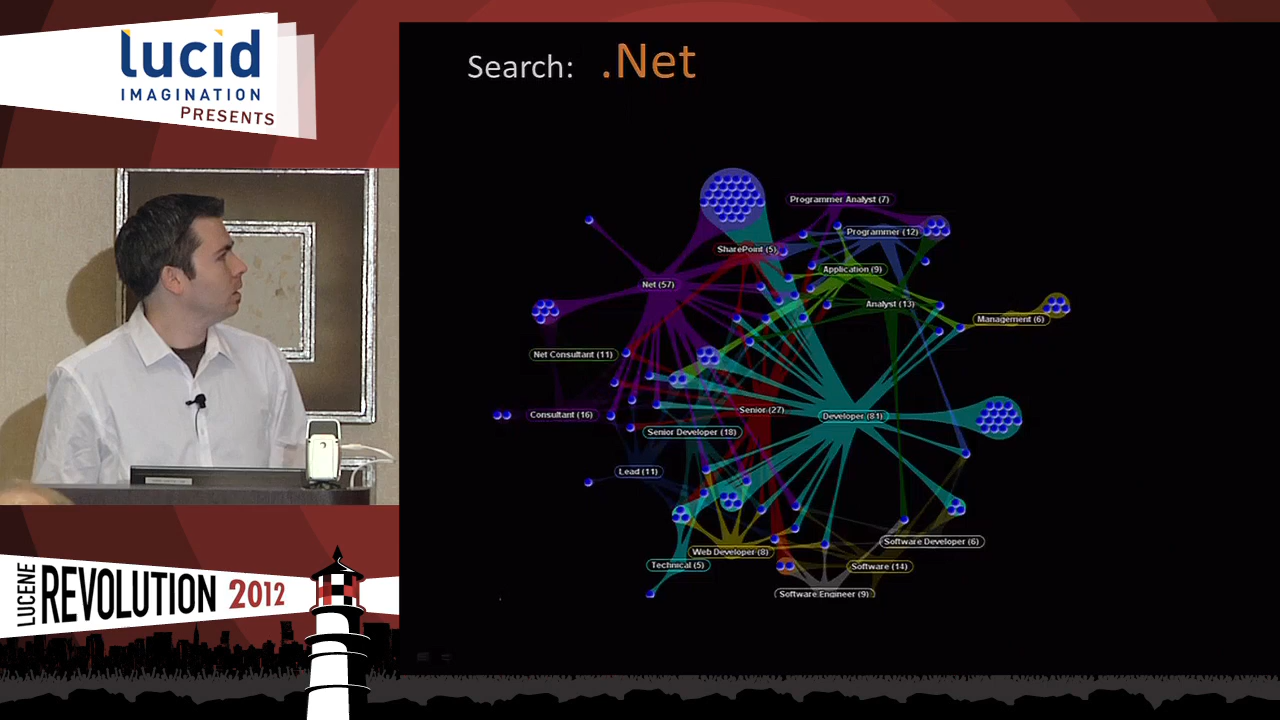 lucid
IMAGINATION
PRESENTS
Search: .Net
Programmer Analyst (7)
Programmer (12)
SharePoint (5)
Application (9)
Net (57)
Analyst (13)
Management (6)
Net Consultant (11)
Consultant (16)
Senior (27)
Developer (81)
Senior Developer (18)
Lead (11)
Software Developer (6)
Web Developer (8)
Technical (5)
Software (14)
Software Engineer (9)
LUCENE
REVOLUTION 2012